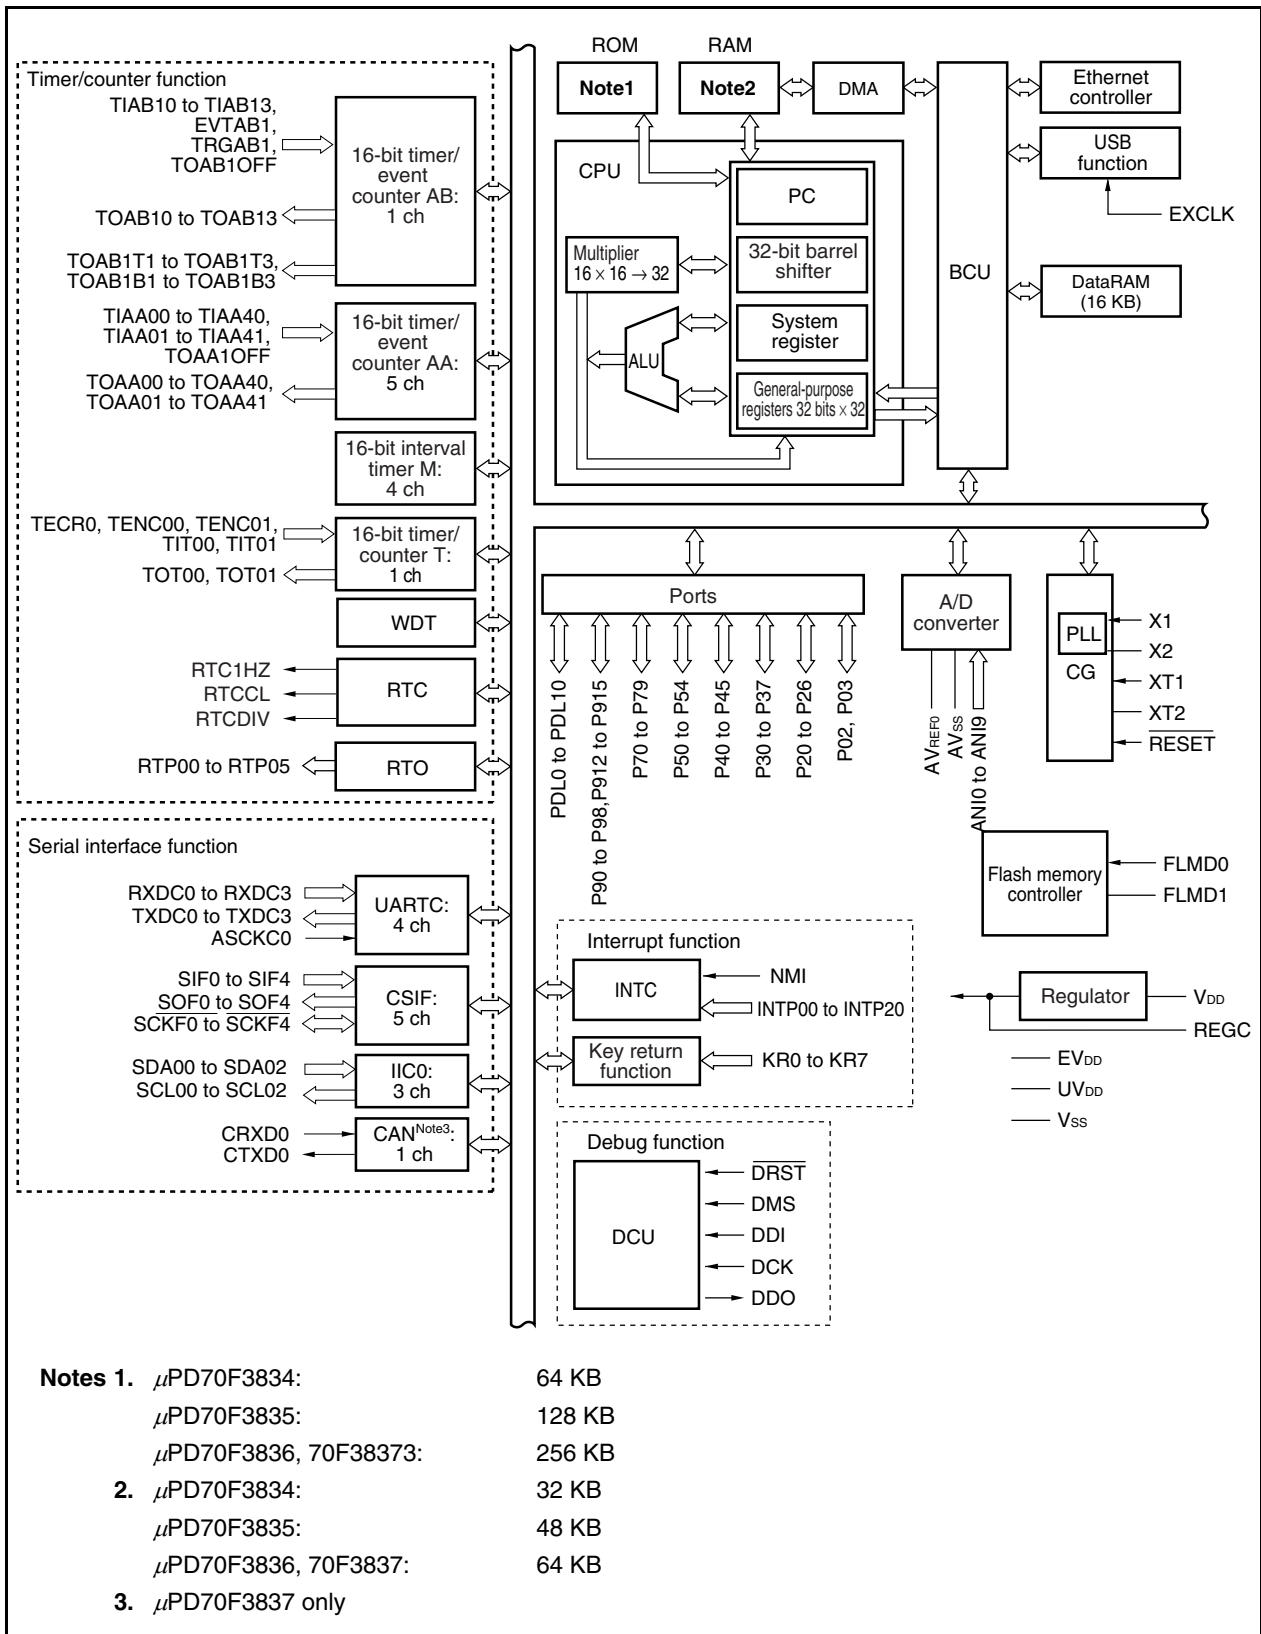 Timer/counter function
TIAB10 to TIAB13,
EVTAB1,
TRGAB1,
TOAB1OFF
TOAB10 to TOAB13
TOAB1T1 to TOAB1T3,
TOAB1B1 to TOAB1B3
16-bit timer/
event
counter AB:
1 ch
TIAA00 to TIAA40,
TIAA01 to TIAA41,
TOAA1OFF
TOAA00 to TOAA40,
TOAA01 to TOAA41
16-bit timer/
event
counter AA:
5 ch
16-bit interval
timer M:
4 ch
TECR0, TENC00, TENC01,
TIT00, TIT01
TOT00, TOT01
16-bit timer/
counter T:
1 ch
WDT
RTC1HZ
RTCCL
RTCDIV
RTC
RTP00 to RTP05
RTO
Serial interface function
RXDC0 to RXDC3
TXDC0 to TXDC3
ASCKC0
UARTC:
4 ch
SIF0 to SIF4
SOF0 to SOF4
SCKF0 to SCKF4
CSIF:
5 ch
SDA00 to SDA02
SCL00 to SCL02
IIC0:
3 ch
CRXD0
CTXD0
CAN Note3:
1 ch
ROM
Note1
RAM
Note2
DMA
CPU
PC
Multiplier
16 × 16 → 32
32-bit barrel
shifter
ALU
System
register
General-purpose
registers 32 bits × 32
BCU
Ethernet
controller
USB
function
EXCLK
DataRAM
(16 KB)
Ports
PDL0 to PDL10
P90 to P98,P912 to P915
P70 to P79
P50 to P54
P40 to P45
P30 to P37
P20 to P26
P02, P03
A/D
converter
AVREF0
AVSS
ANI0 to ANI9
PLL
CG
X1
X2
XT1
XT2
RESET
Flash memory
controller
FLMD0
FLMD1
Interrupt function
INTC
NMI
INTP00 to INTP20
Key return
function
KR0 to KR7
Regulator
VDD
REGC
EVDD
UVDD
VSS
Debug function
DCU
DRST
DMS
DDI
DCK
DDO
Notes 1. μPD70F3834: 64 KB
μPD70F3835: 128 KB
μPD70F3836, 70F38373: 256 KB
2. μPD70F3834: 32 KB
μPD70F3835: 48 KB
μPD70F3836, 70F3837: 64 KB
3. μPD70F3837 only